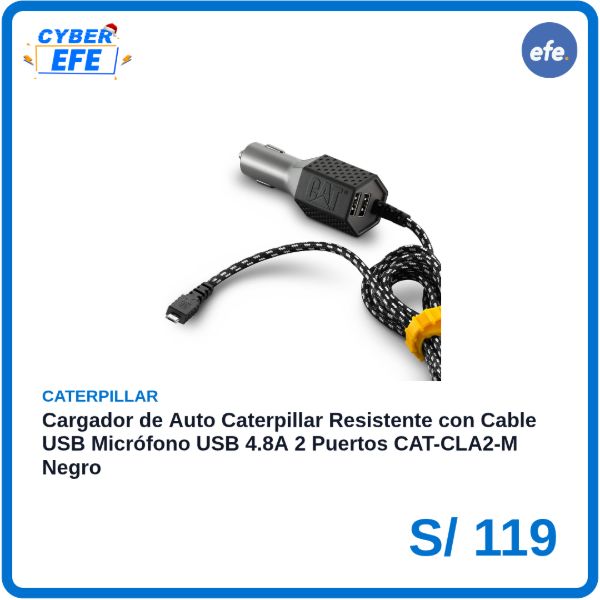 CYBER
EFE
efe.
CAT
CATERPILLAR
Cargador de Auto Caterpillar Resistente con Cable
USB Micrófono USB 4.8A 2 Puertos CAT-CLA2-M
Negro
S/ 119